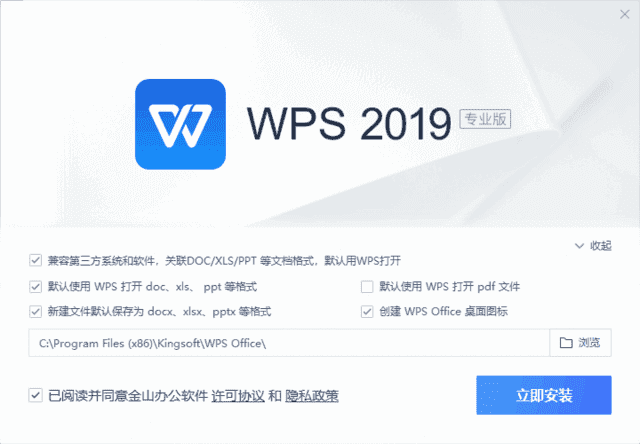 WPS 2019 专业版
收起
兼容第三方系统和软件，关联DOC/XLS/PPT 等文档格式，默认用WPS打开
默认使用 WPS 打开 doc、xls、 ppt 等格式 默认使用 WPS 打开 pdf 文件
新建文件默认保存为 docx、xlsx、pptx 等格式 创建 WPS Office 桌面图标
C:\Program Files (x86)\Kingsoft\WPS Office\ 浏览
已阅读并同意金山办公软件 许可协议 和 隐私政策 立即安装